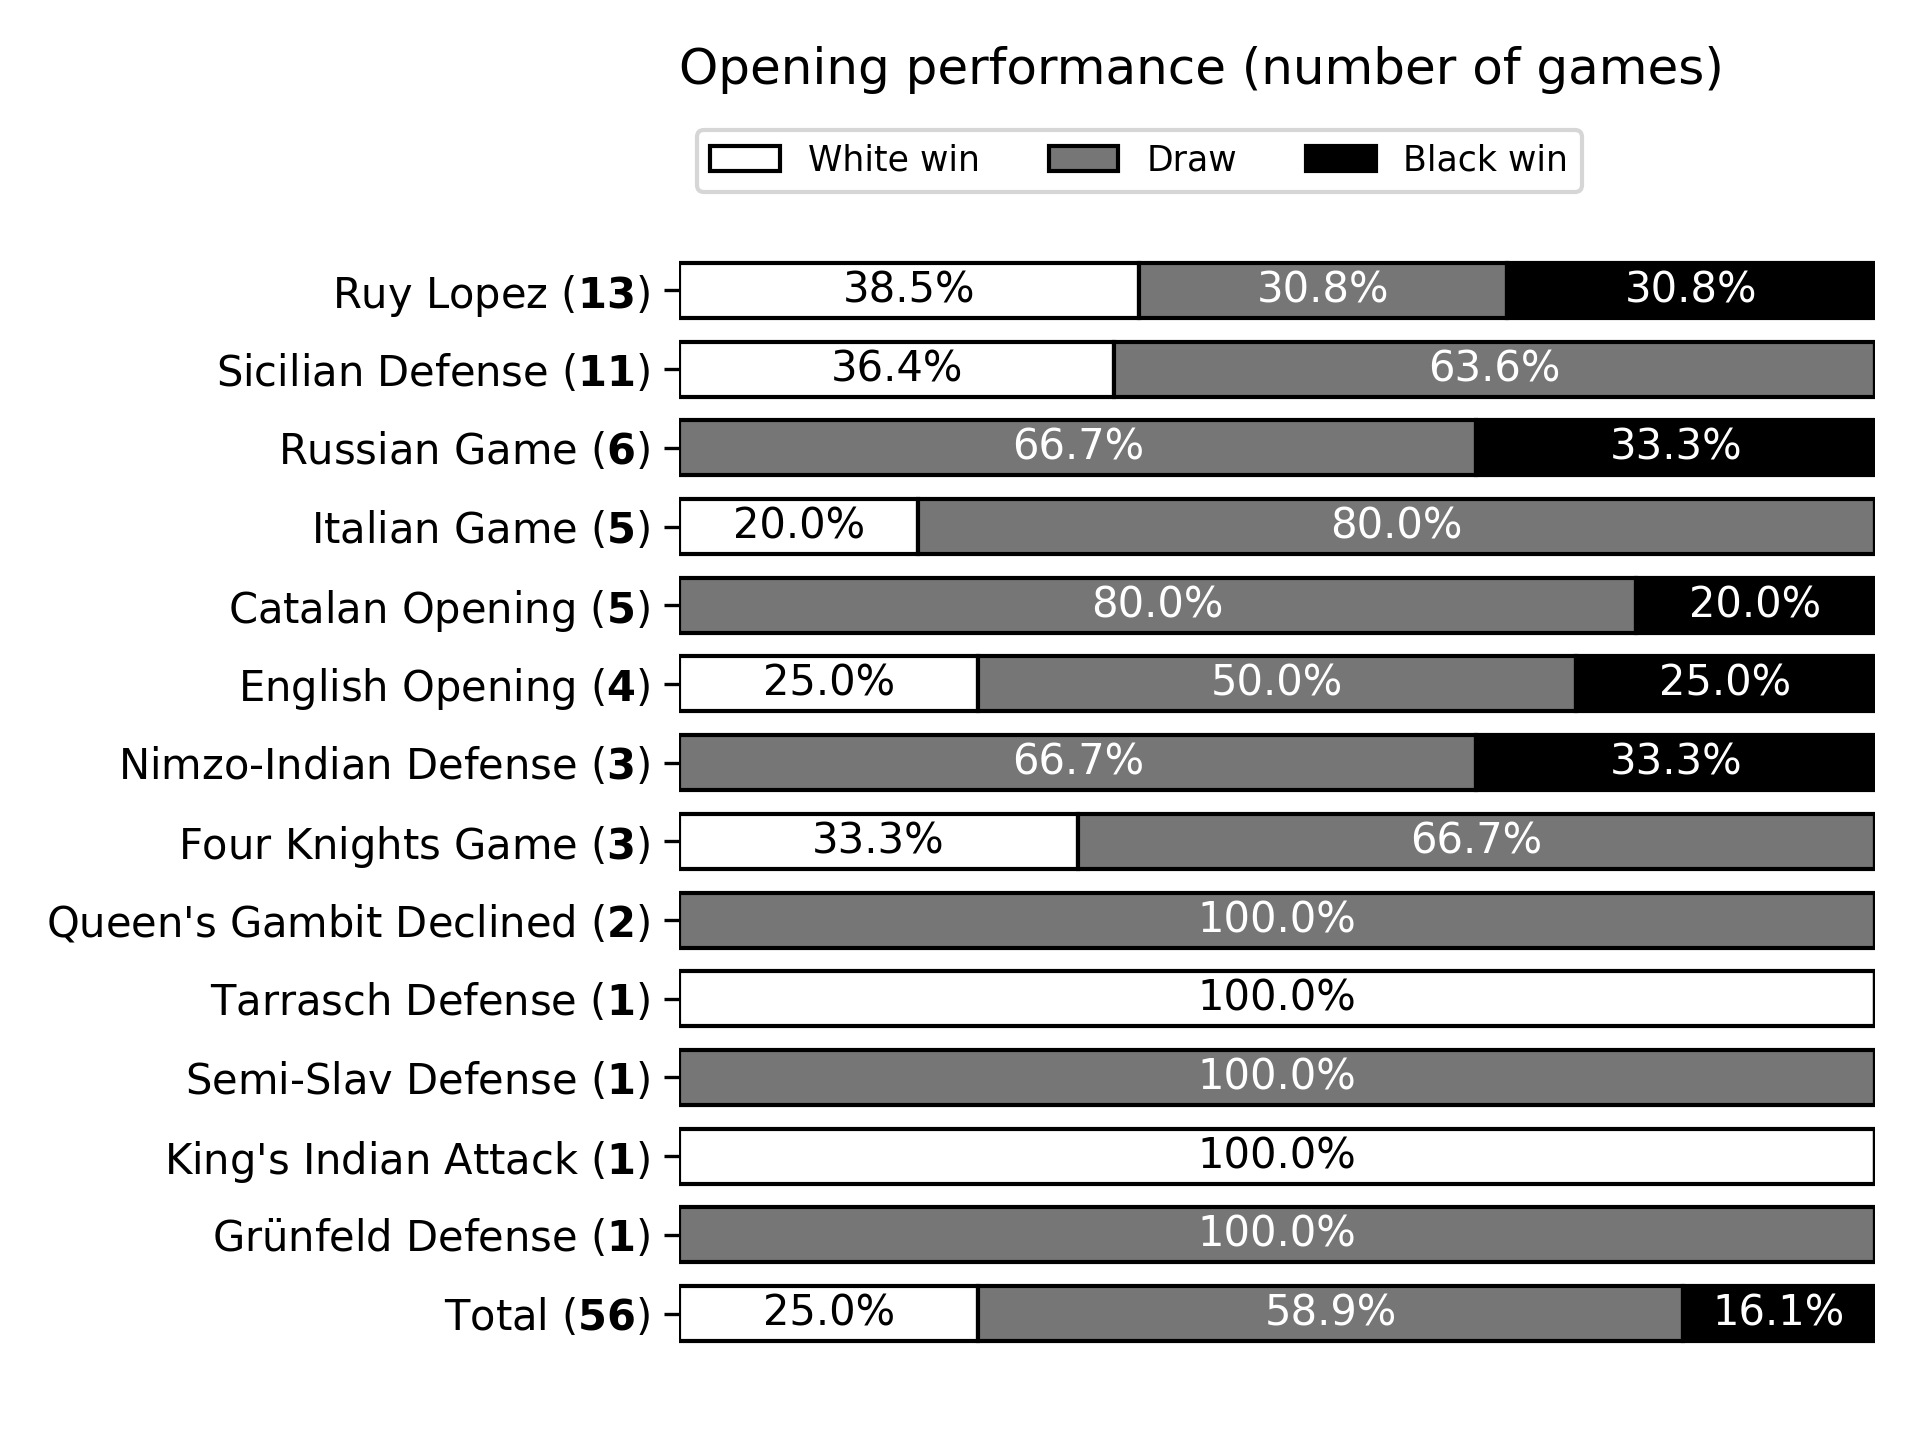 Opening performance (number of games)
White win Draw Black win
Ruy Lopez (13) 38.5% 30.8% 30.8%
Sicilian Defense (11) 36.4% 63.6%
Russian Game (6) 66.7% 33.3%
Italian Game (5) 20.0% 80.0%
Catalan Opening (5) 80.0% 20.0%
English Opening (4) 25.0% 50.0% 25.0%
Nimzo-Indian Defense (3) 66.7% 33.3%
Four Knights Game (3) 33.3% 66.7%
Queen's Gambit Declined (2) 100.0%
Tarrasch Defense (1) 100.0%
Semi-Slav Defense (1) 100.0%
King's Indian Attack (1) 100.0%
Grünfeld Defense (1) 100.0%
Total (56) 25.0% 58.9% 16.1%